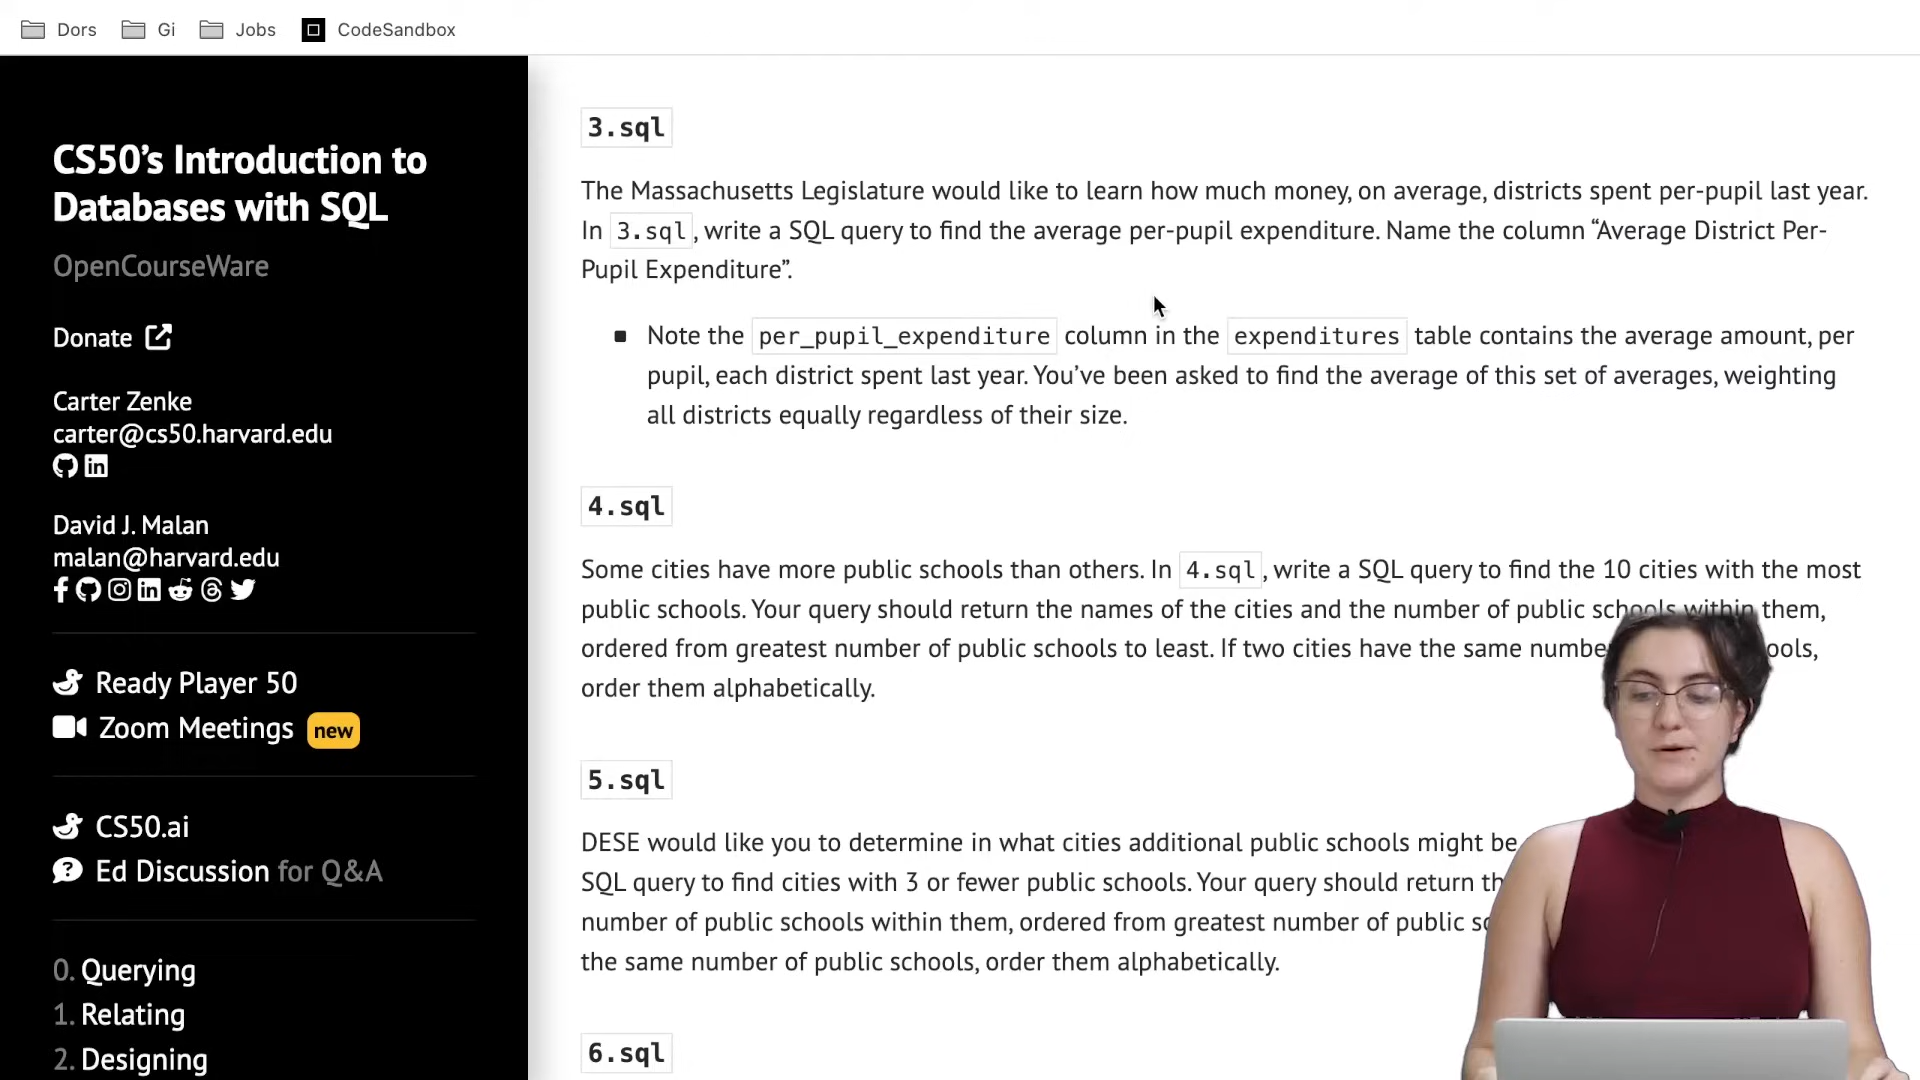 Dors
Gi
Jobs
CodeSandbox
CS50’s Introduction to
Databases with SQL
OpenCourseWare
Donate
Carter Zenke
carter@cs50.harvard.edu
David J. Malan
malan@harvard.edu
Ready Player 50
Zoom Meetings new
CS50.ai
Ed Discussion for Q&A
0. Querying
1. Relating
2. Designing
3.sql
The Massachusetts Legislature would like to learn how much money, on average, districts spent per-pupil last year.
In 3.sql, write a SQL query to find the average per-pupil expenditure. Name the column “Average District Per-
Pupil Expenditure”.
Note the per_pupil_expenditure column in the expenditures table contains the average amount, per
pupil, each district spent last year. You’ve been asked to find the average of this set of averages, weighting
all districts equally regardless of their size.
4.sql
Some cities have more public schools than others. In 4.sql, write a SQL query to find the 10 cities with the most
public schools. Your query should return the names of the cities and the number of public schools within them,
ordered from greatest number of public schools to least. If two cities have the same
order them alphabetically.
5.sql
DESE would like you to determine in what cities additional public schools might be
SQL query to find cities with 3 or fewer public schools. Your query should return
number of public schools within them, ordered from greatest number of public
the same number of public schools, order them alphabetically.
6.sql